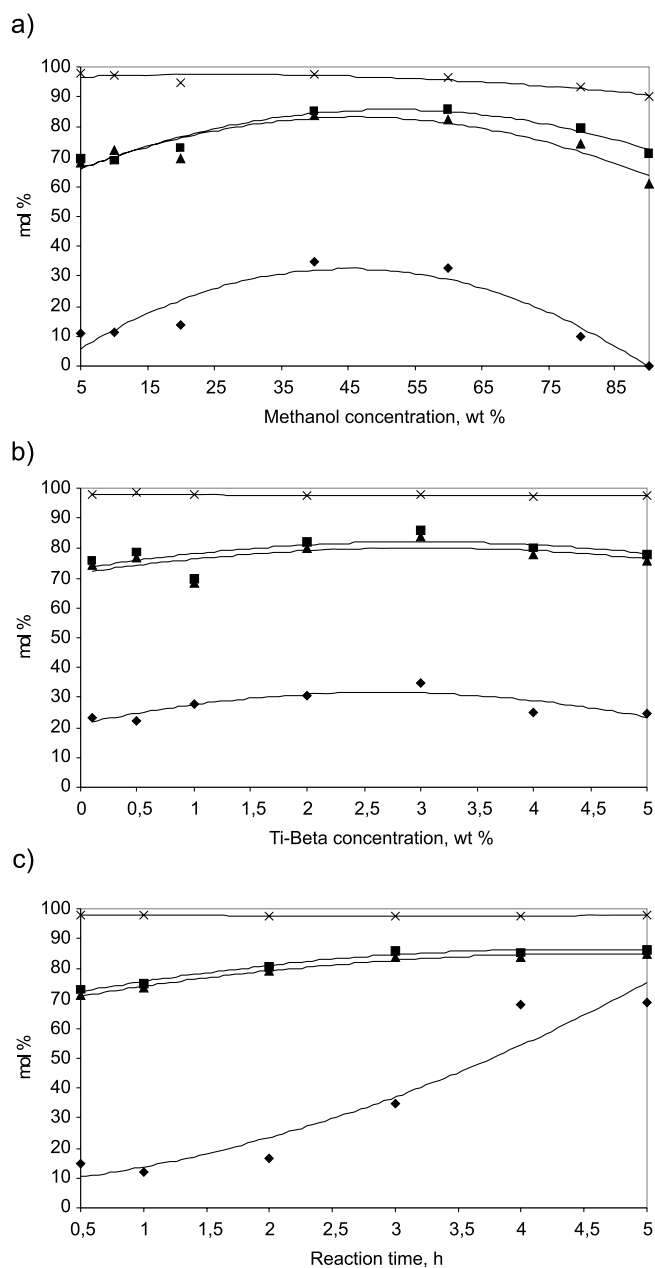 a)
100
90
80
70
60
50
40
30
20
10
0
mol %
5 15 25 35 45 55 65 75 85
Methanol concentration, wt %
b)
100
90
80
70
60
50
40
30
20
10
0
mol %
0 0,5 1 1,5 2 2,5 3 3,5 4 4,5 5
Ti-Beta concentration, wt %
c)
100
90
80
70
60
50
40
30
20
10
0
mol %
0,5 1 1,5 2 2,5 3 3,5 4 4,5 5
Reaction time, h